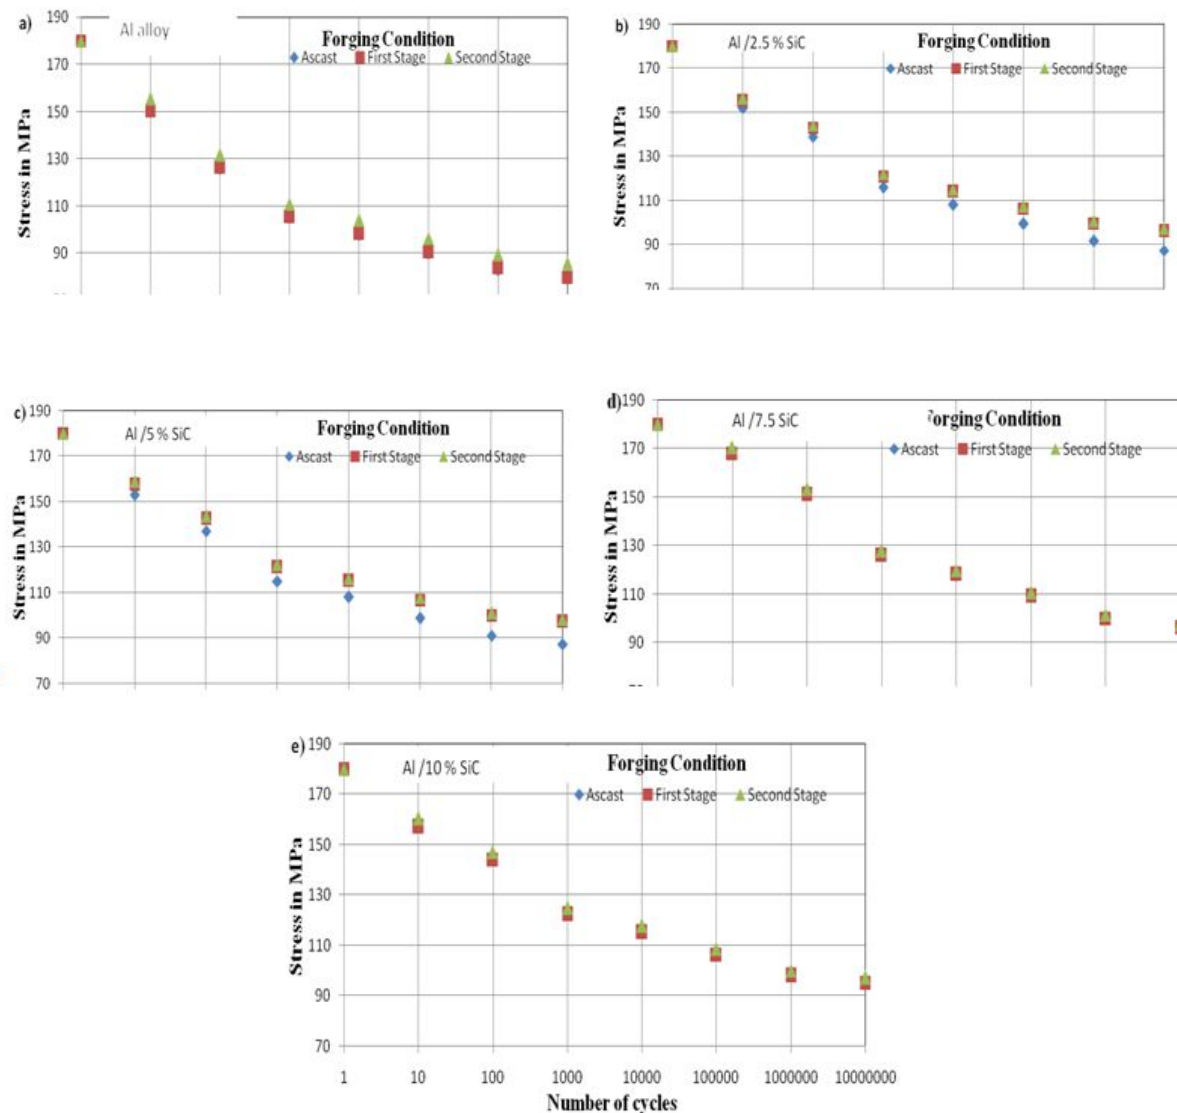 a)
190
170
150
130
110
90
Stress in MPa
Al alloy
Forging Condition
Ascast First Stage Second Stage
b)
190
170
150
130
110
90
70
Stress in MPa
Al /2.5 % SiC
Forging Condition
Ascast First Stage Second Stage
c)
190
170
150
130
110
90
70
Stress in MPa
Al /5 % SiC
Forging Condition
Ascast First Stage Second Stage
d)
190
170
150
130
110
90
Stress in MPa
Al /7.5 SiC
Forging Condition
Ascast First Stage Second Stage
e)
190
170
150
130
110
90
70
Stress in MPa
Al /10 % SiC
Forging Condition
Ascast First Stage Second Stage
1 10 100 1000 10000 100000 1000000 10000000
Number of cycles